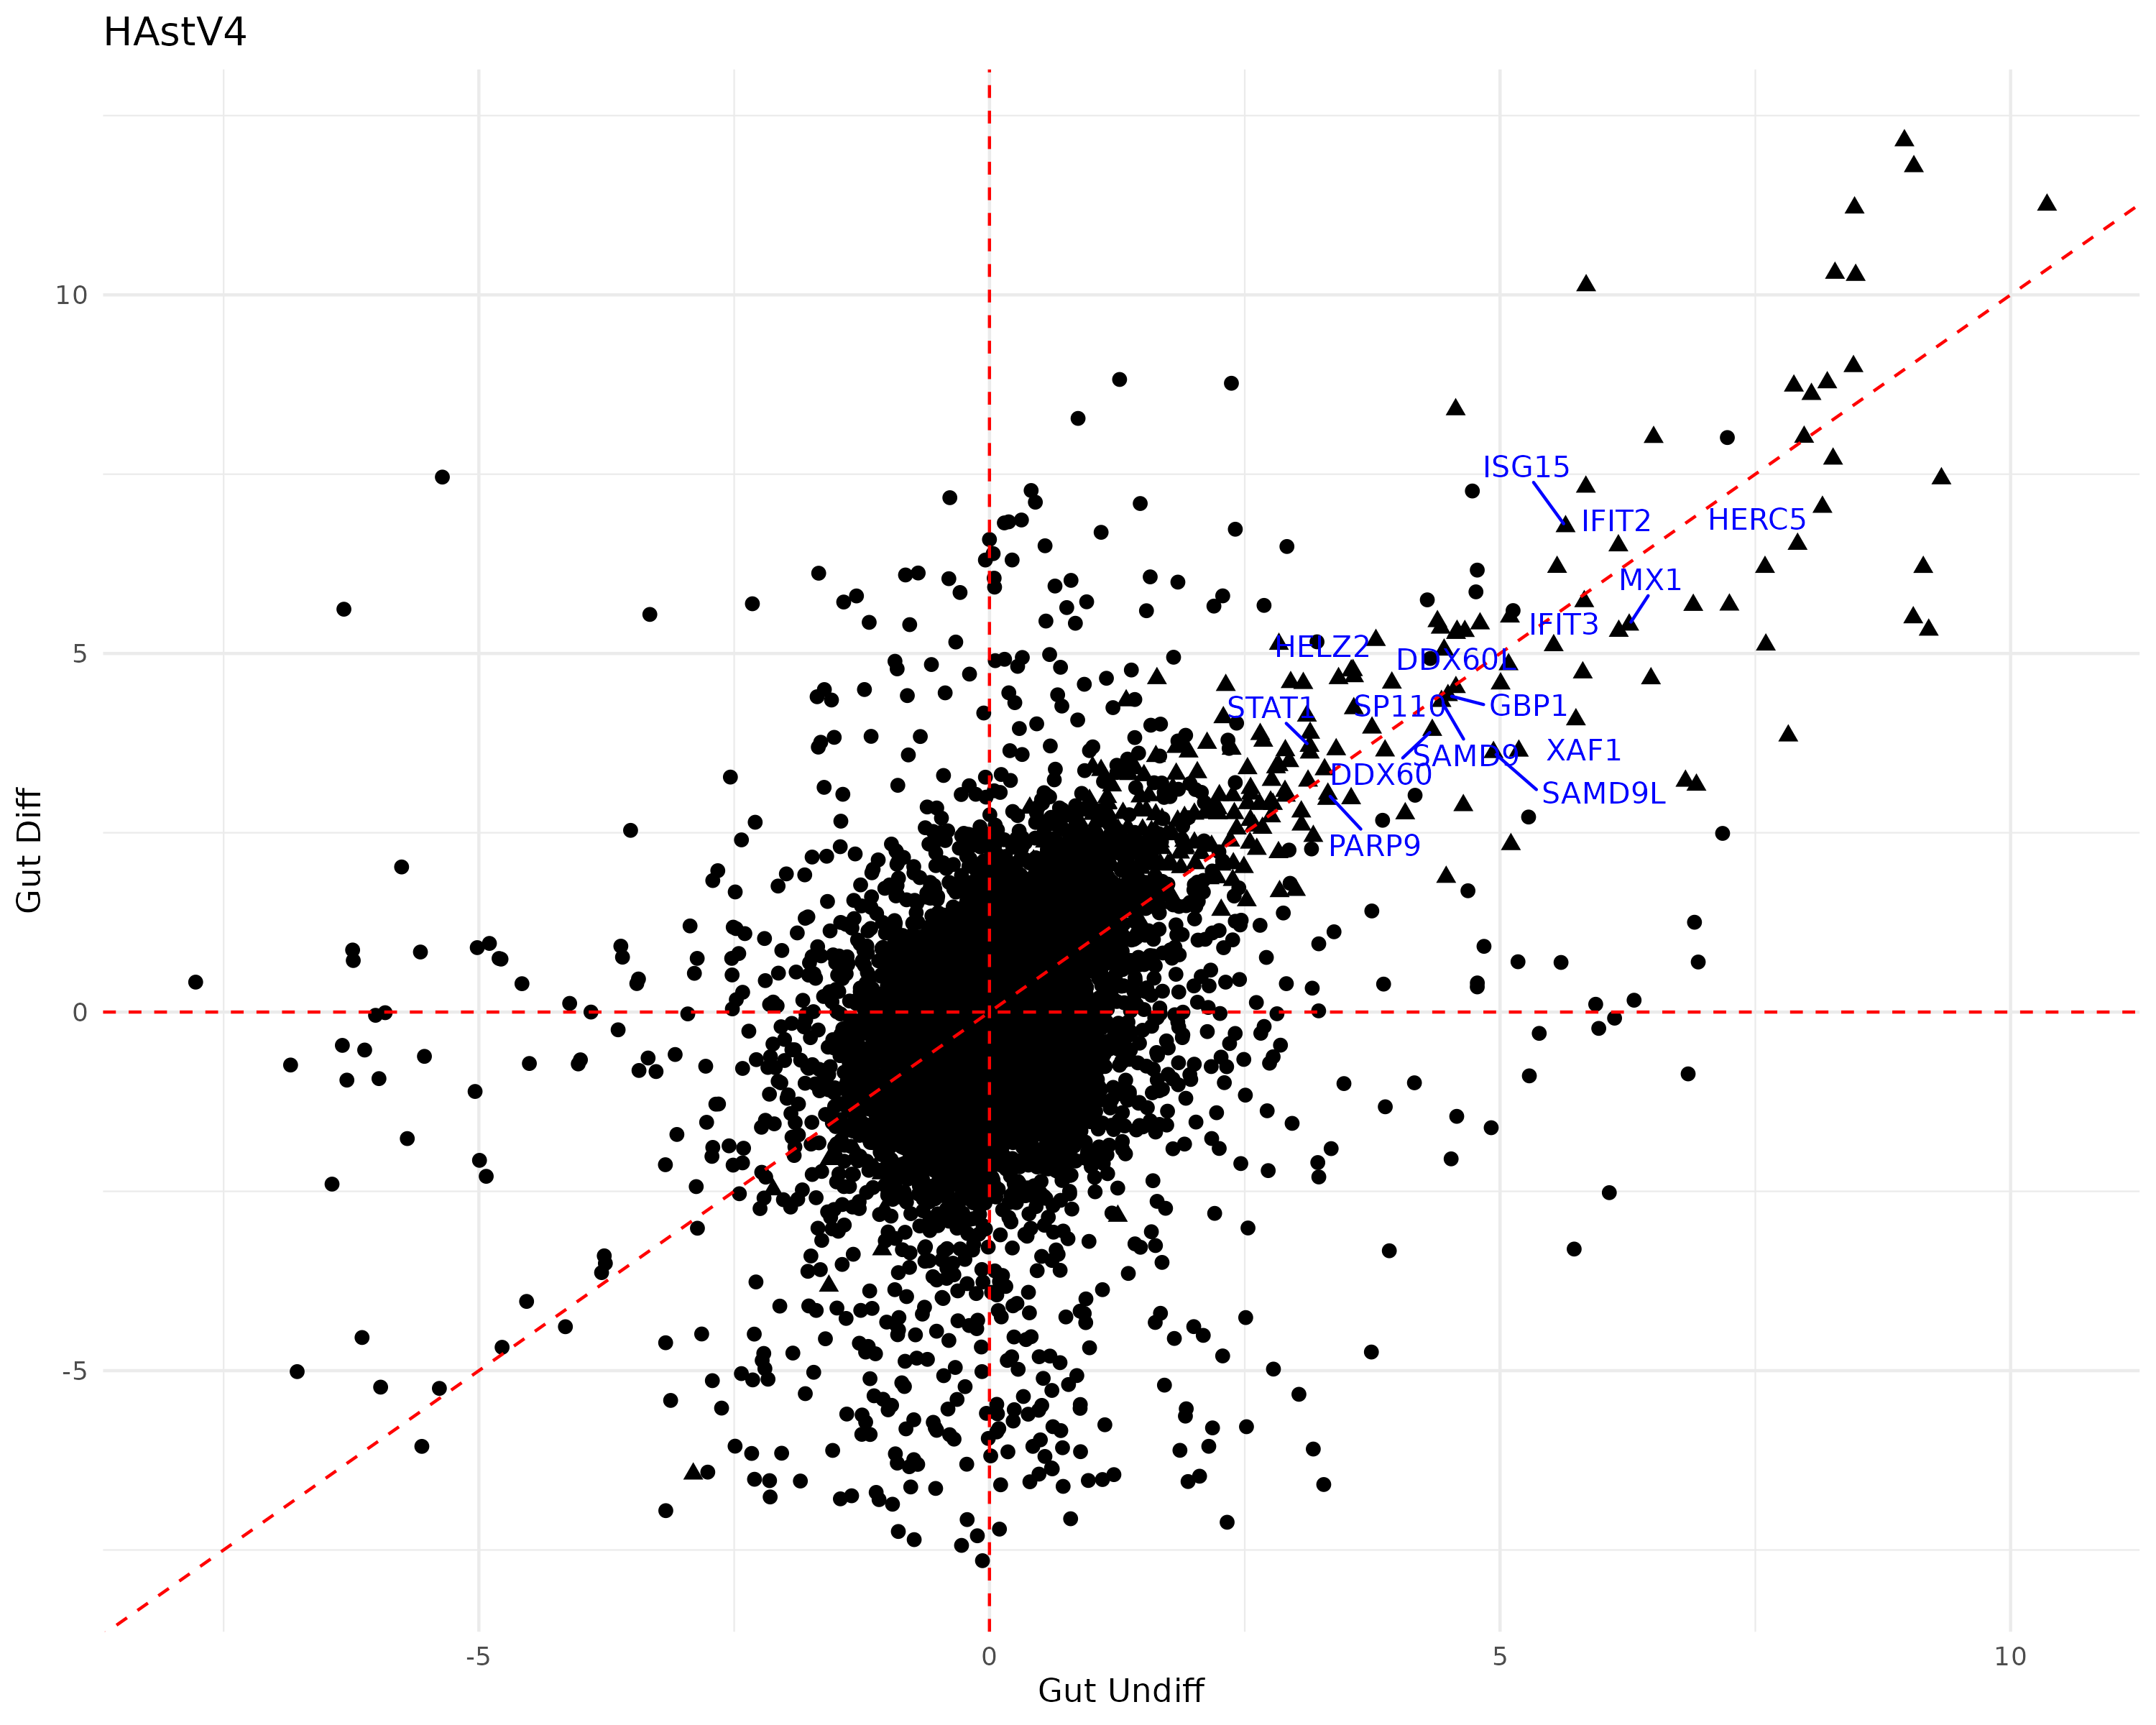 HAstV4
10
ISG15
IFIT2
HERC5
MX1
IFIT3
5
HELZ2
DDX60L
STAT1
SP110
GBP1
SAMD9
XAF1
DDX60
SAMD9L
PARP9
Gut Diff
0
-5
-5
0
5
10
Gut Undiff